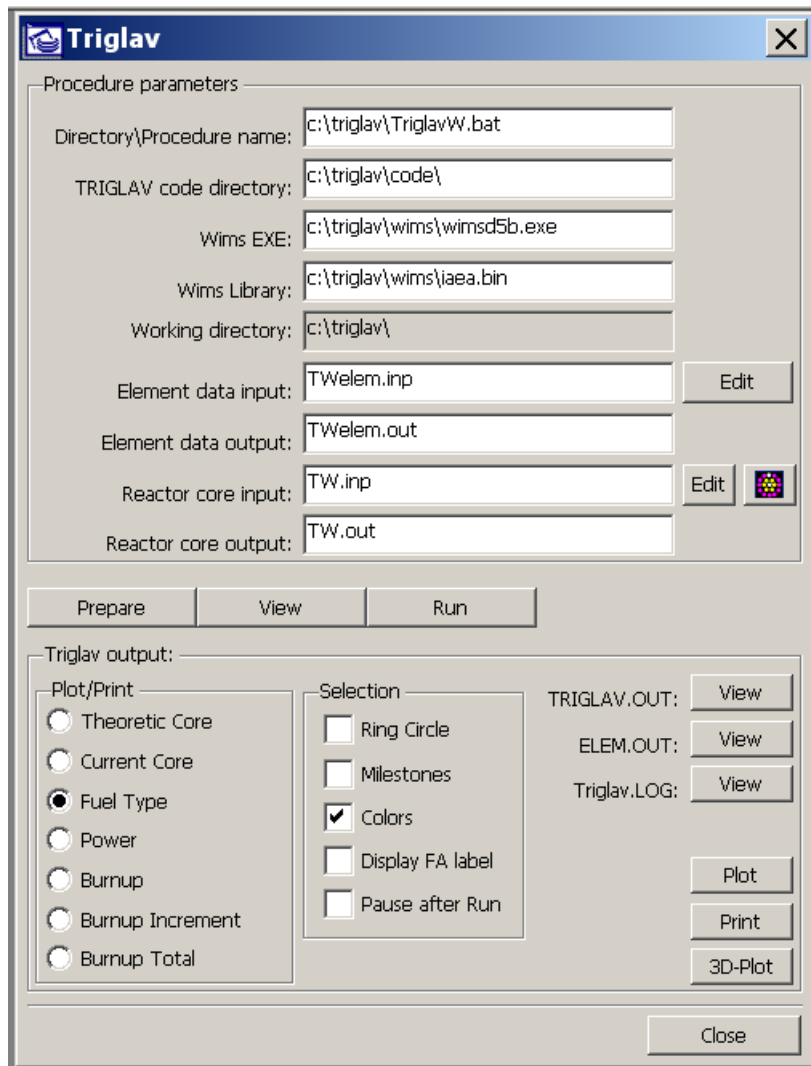 Triglav
Procedure parameters
Directory\Procedure name: c:\triglav\TriglavW.bat
TRIGLAV code directory: c:\triglav\code\
Wims EXE: c:\triglav\wims\wimsd5b.exe
Wims Library: c:\triglav\wims\iaea.bin
Working directory: c:\triglav\
Element data input: TWelem.inp Edit
Element data output: TWelem.out
Reactor core input: TW.inp Edit
Reactor core output: TW.out
Prepare View Run
Triglav output:
Plot/Print
Theoretic Core
Current Core
Fuel Type
Power
Burnup
Burnup Increment
Burnup Total
Selection
Ring Circle
Milestones
Colors
Display FA label
Pause after Run
TRIGLAV.OUT: View
ELEM.OUT: View
Triglav.LOG: View
Plot
Print
3D-Plot
Close